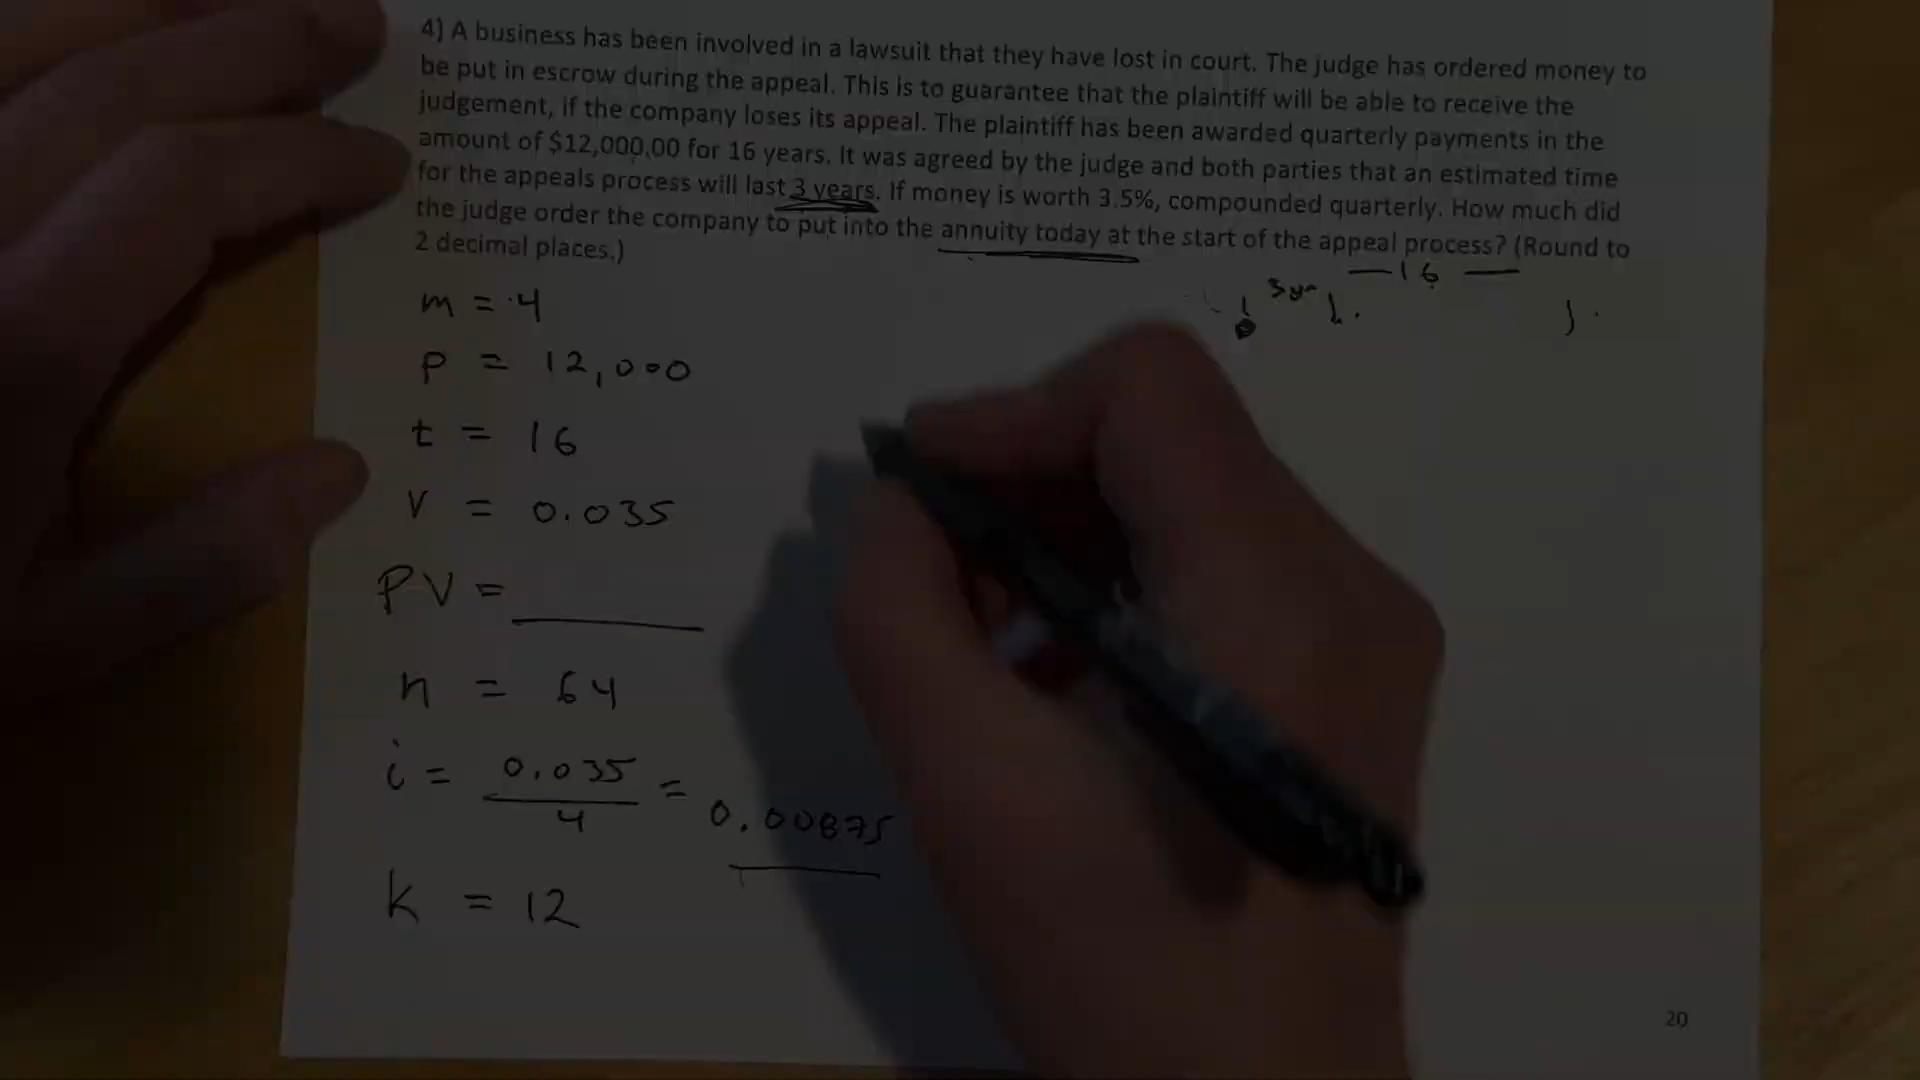 4) A business has been involved in a lawsuit that they have lost in court. The judge has ordered money to
be put in escrow during the appeal. This is to guarantee that the plaintiff will be able to receive the
judgement, if the company loses its appeal. The plaintiff has been awarded quarterly payments in the
amount of $12,000.00 for 16 years. It was agreed by the judge and both parties that an estimated time
for the appeals process will last 3 years. If money is worth 3.5%, compounded quarterly. How much did
the judge order the company to put into the annuity today at the start of the appeal process? (Round to
2 decimal places.)
16
3yr
m = 4
p = 12,000
t = 16
r = 0.035
PV =
n = 64
i = 0.035 / 4 = 0.00875
k = 12
20